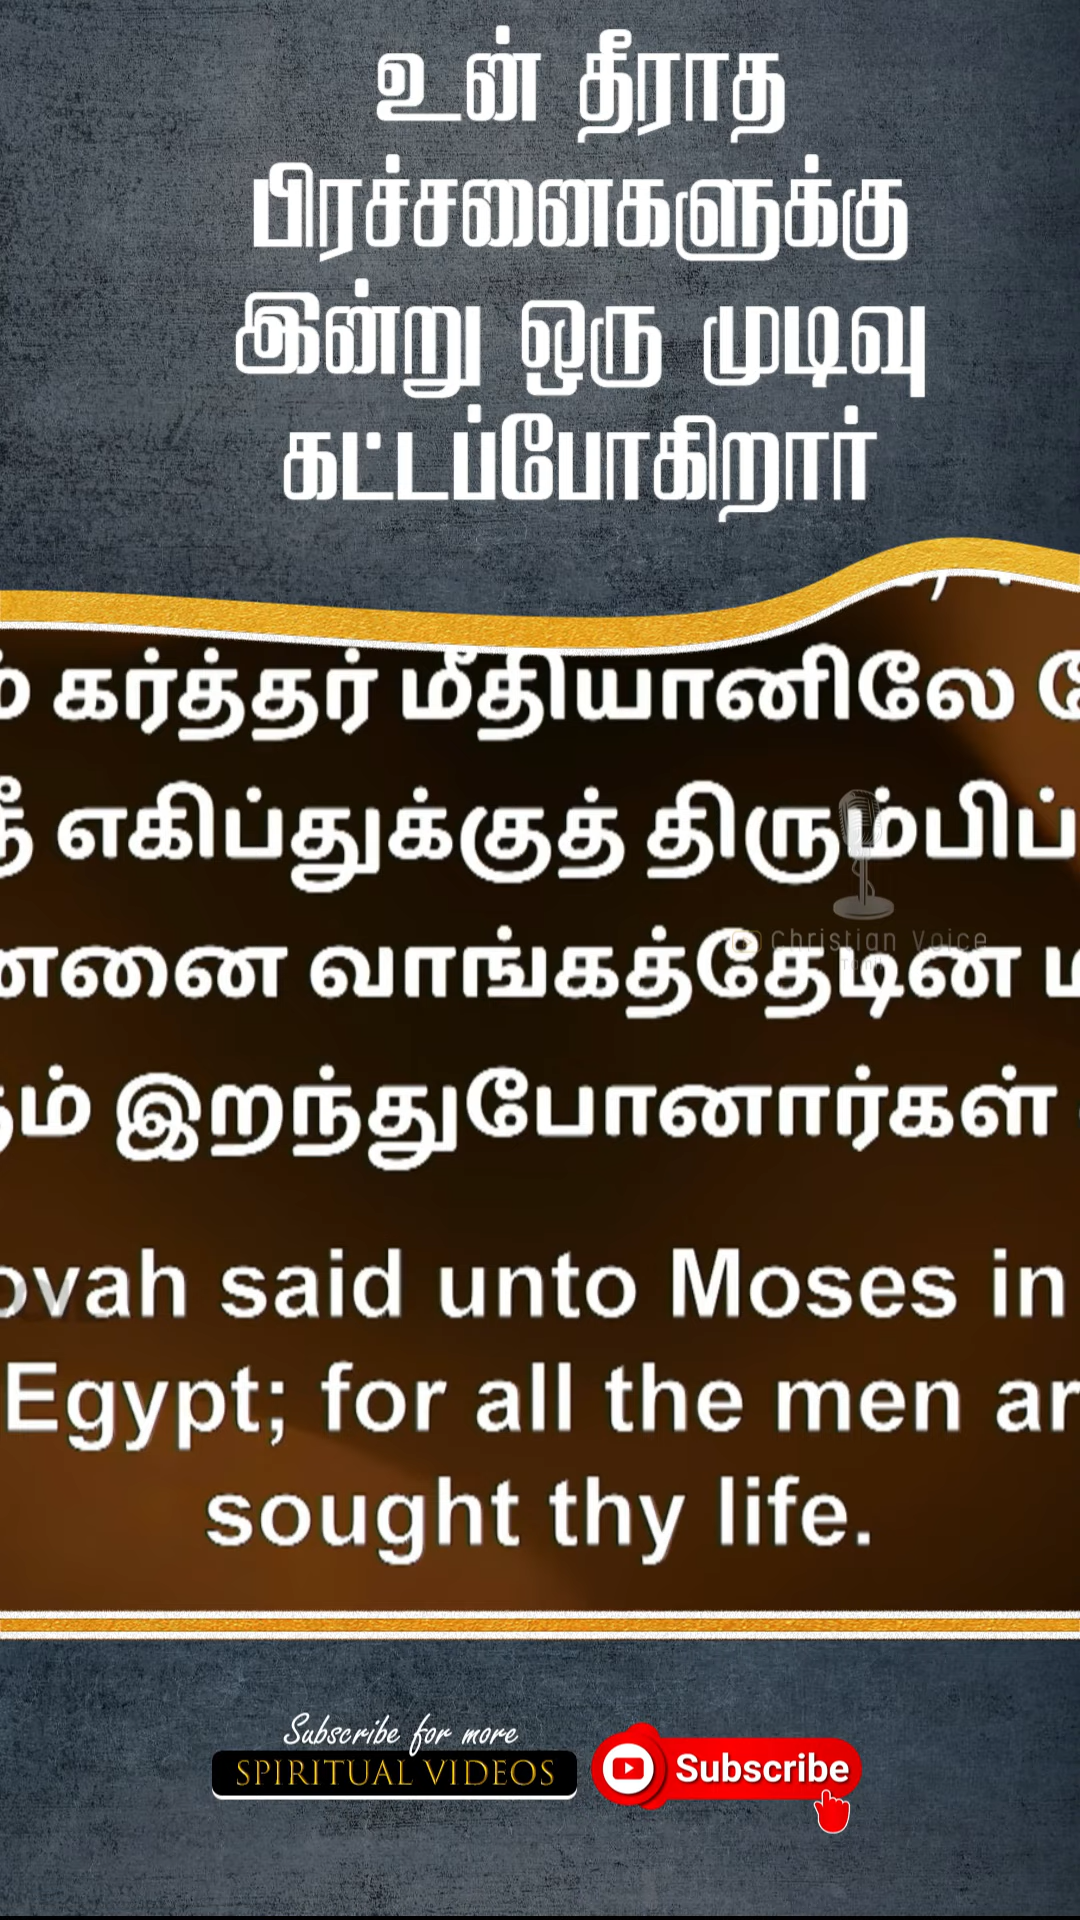 உன் தீராத
பிரச்சனைகளுக்கு
இன்று ஒரு முடிவு
கட்டப்போகிறார்
கர்த்தர் மீதியானிலே
எகிப்துக்குத் திரும்பிப்
வாங்கத்தேடின
இறந்துபோனார்கள்
Christian Voice
Tamil
ovah said unto Moses in
Egypt; for all the men ar
sought thy life.
Subscribe for more
SPIRITUAL VIDEOS
Subscribe